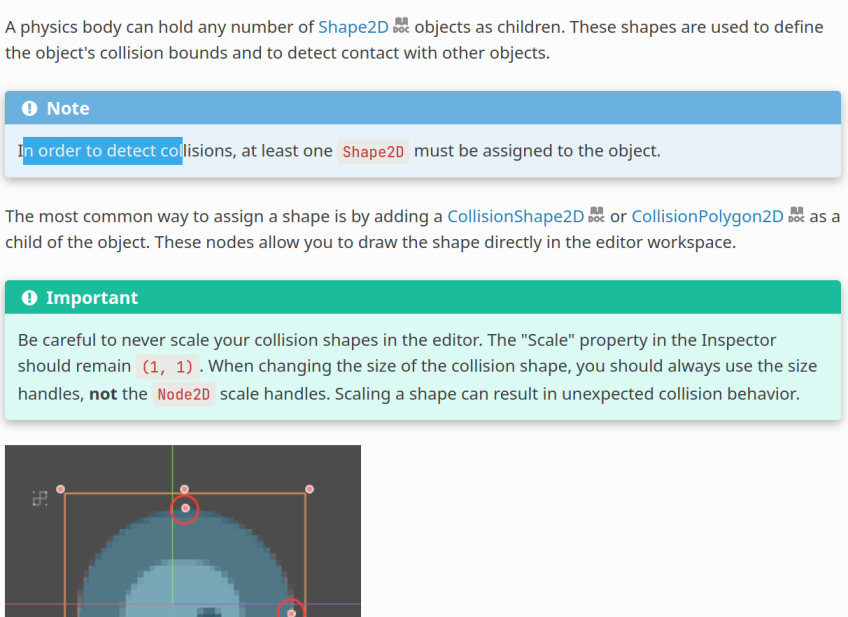 A physics body can hold any number of Shape2D DOC objects as children. These shapes are used to define
the object's collision bounds and to detect contact with other objects.
Note
In order to detect collisions, at least one Shape2D must be assigned to the object.
The most common way to assign a shape is by adding a CollisionShape2D DOC or CollisionPolygon2D DOC as a
child of the object. These nodes allow you to draw the shape directly in the editor workspace.
Important
Be careful to never scale your collision shapes in the editor. The "Scale" property in the Inspector
should remain (1, 1). When changing the size of the collision shape, you should always use the size
handles, not the Node2D scale handles. Scaling a shape can result in unexpected collision behavior.